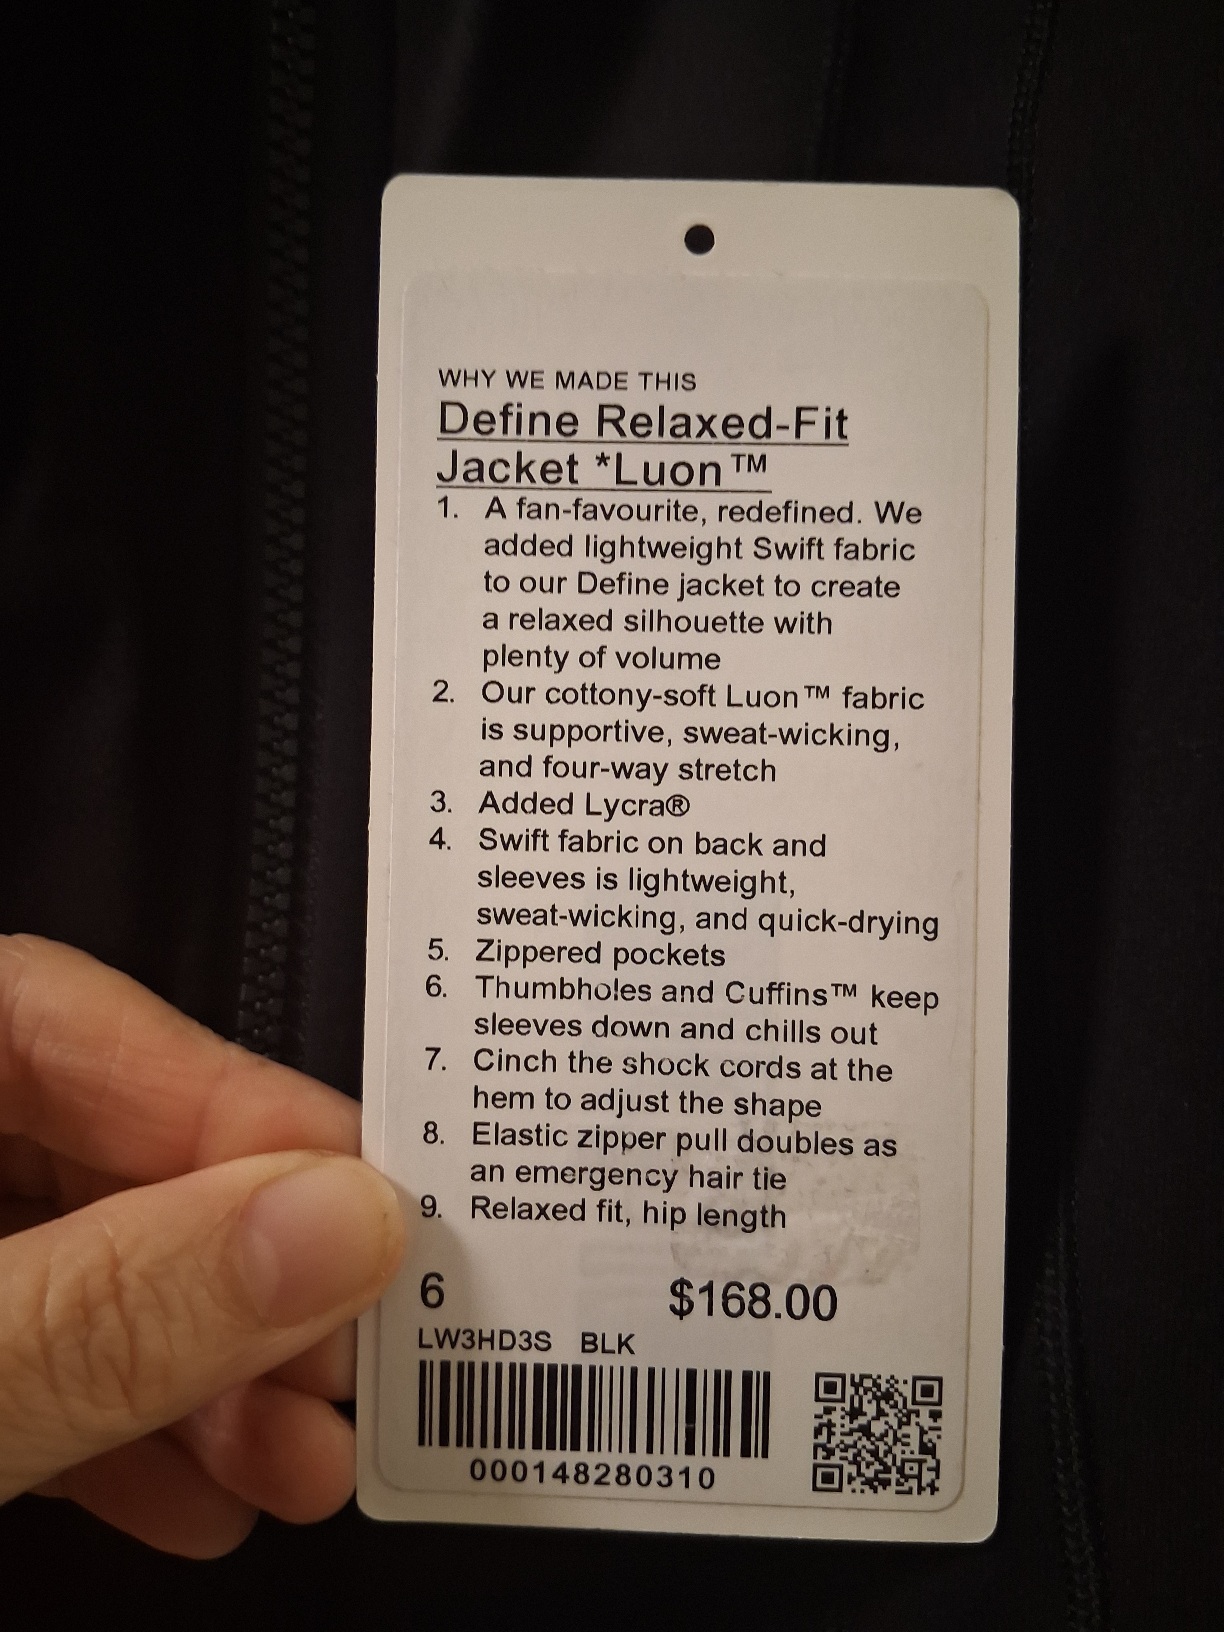 WHY WE MADE THIS
Define Relaxed-Fit
Jacket *Luon™
1. A fan-favourite, redefined. We
added lightweight Swift fabric
to our Define jacket to create
a relaxed silhouette with
plenty of volume
2. Our cottony-soft Luon™ fabric
is supportive, sweat-wicking,
and four-way stretch
3. Added Lycra®
4. Swift fabric on back and
sleeves is lightweight,
sweat-wicking, and quick-drying
5. Zippered pockets
6. Thumbholes and Cuffins™ keep
sleeves down and chills out
7. Cinch the shock cords at the
hem to adjust the shape
8. Elastic zipper pull doubles as
an emergency hair tie
9. Relaxed fit, hip length
6 $168.00
LW3HD3S BLK
000148280310